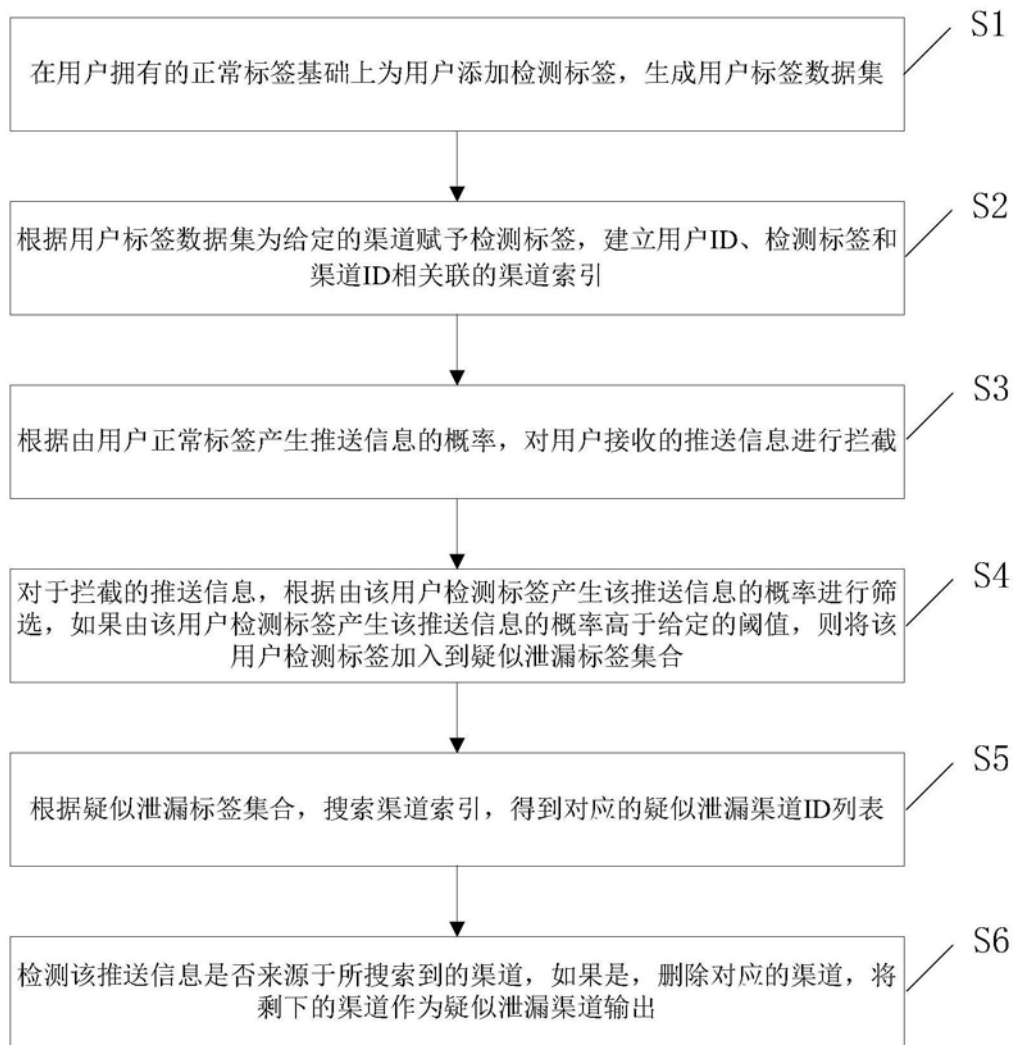 S1
在用户拥有的正常标签基础上为用户添加检测标签，生成用户标签数据集
S2
根据用户标签数据集为给定的渠道赋予检测标签，建立用户ID、检测标签和
渠道ID相关联的渠道索引
S3
根据由用户正常标签产生推送信息的概率，对用户接收的推送信息进行拦截
S4
对于拦截的推送信息，根据由该用户检测标签产生该推送信息的概率进行筛
选，如果由该用户检测标签产生该推送信息的概率高于给定的阈值，则将该
用户检测标签加入到疑似泄漏标签集合
S5
根据疑似泄漏标签集合，搜索渠道索引，得到对应的疑似泄漏渠道ID列表
S6
检测该推送信息是否来源于所搜索到的渠道，如果是，删除对应的渠道，将
剩下的渠道作为疑似泄漏渠道输出